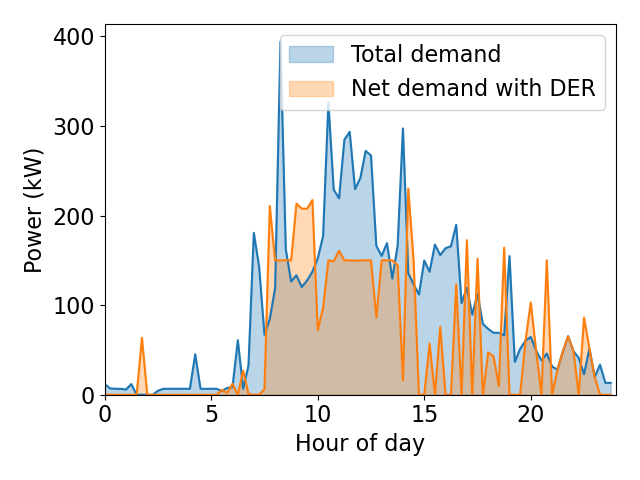 Total demand
Net demand with DER
Power (kW)
400
300
200
100
0
0 5 10 15 20
Hour of day